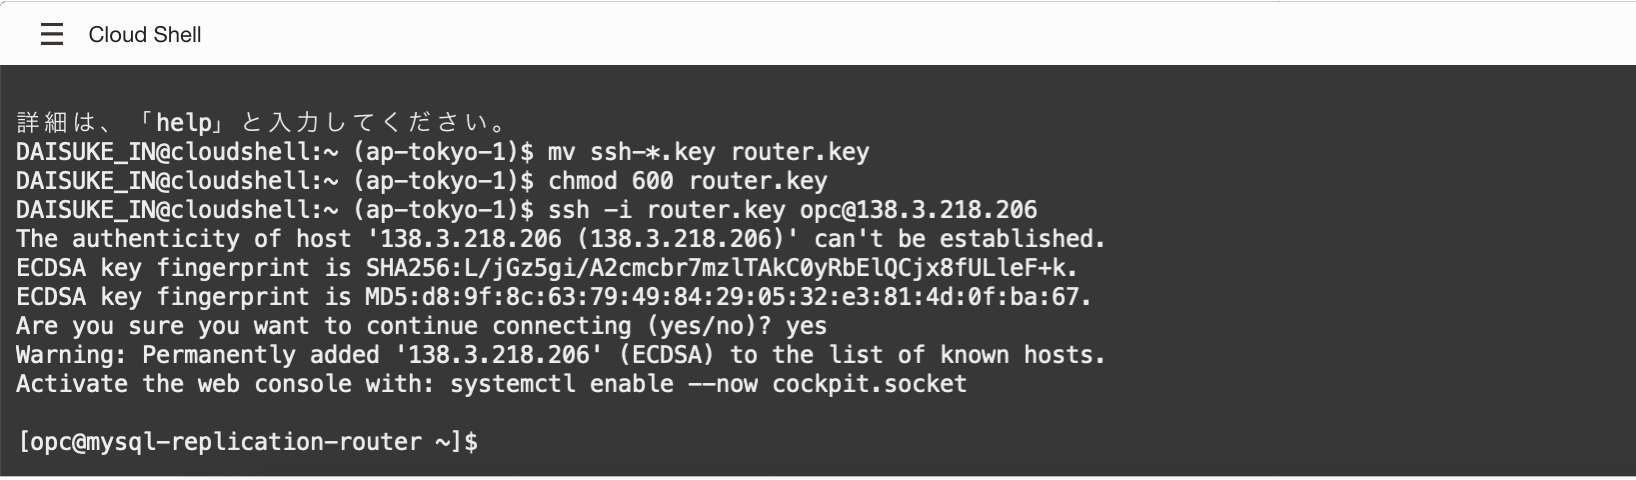 Cloud Shell
詳細は、「help」と入力してください。
DAISUKE_IN@cloudshell:~ (ap-tokyo-1)$ mv ssh-*.key router.key
DAISUKE_IN@cloudshell:~ (ap-tokyo-1)$ chmod 600 router.key
DAISUKE_IN@cloudshell:~ (ap-tokyo-1)$ ssh -i router.key opc@138.3.218.206
The authenticity of host '138.3.218.206 (138.3.218.206)' can't be established.
ECDSA key fingerprint is SHA256:L/jGz5gi/A2cmcbr7mzlTAkC0yRbElQCjx8fULleF+k.
ECDSA key fingerprint is MD5:d8:9f:8c:63:79:49:84:29:05:32:e3:81:4d:0f:ba:67.
Are you sure you want to continue connecting (yes/no)? yes
Warning: Permanently added '138.3.218.206' (ECDSA) to the list of known hosts.
Activate the web console with: systemctl enable --now cockpit.socket
[opc@mysql-replication-router ~]$